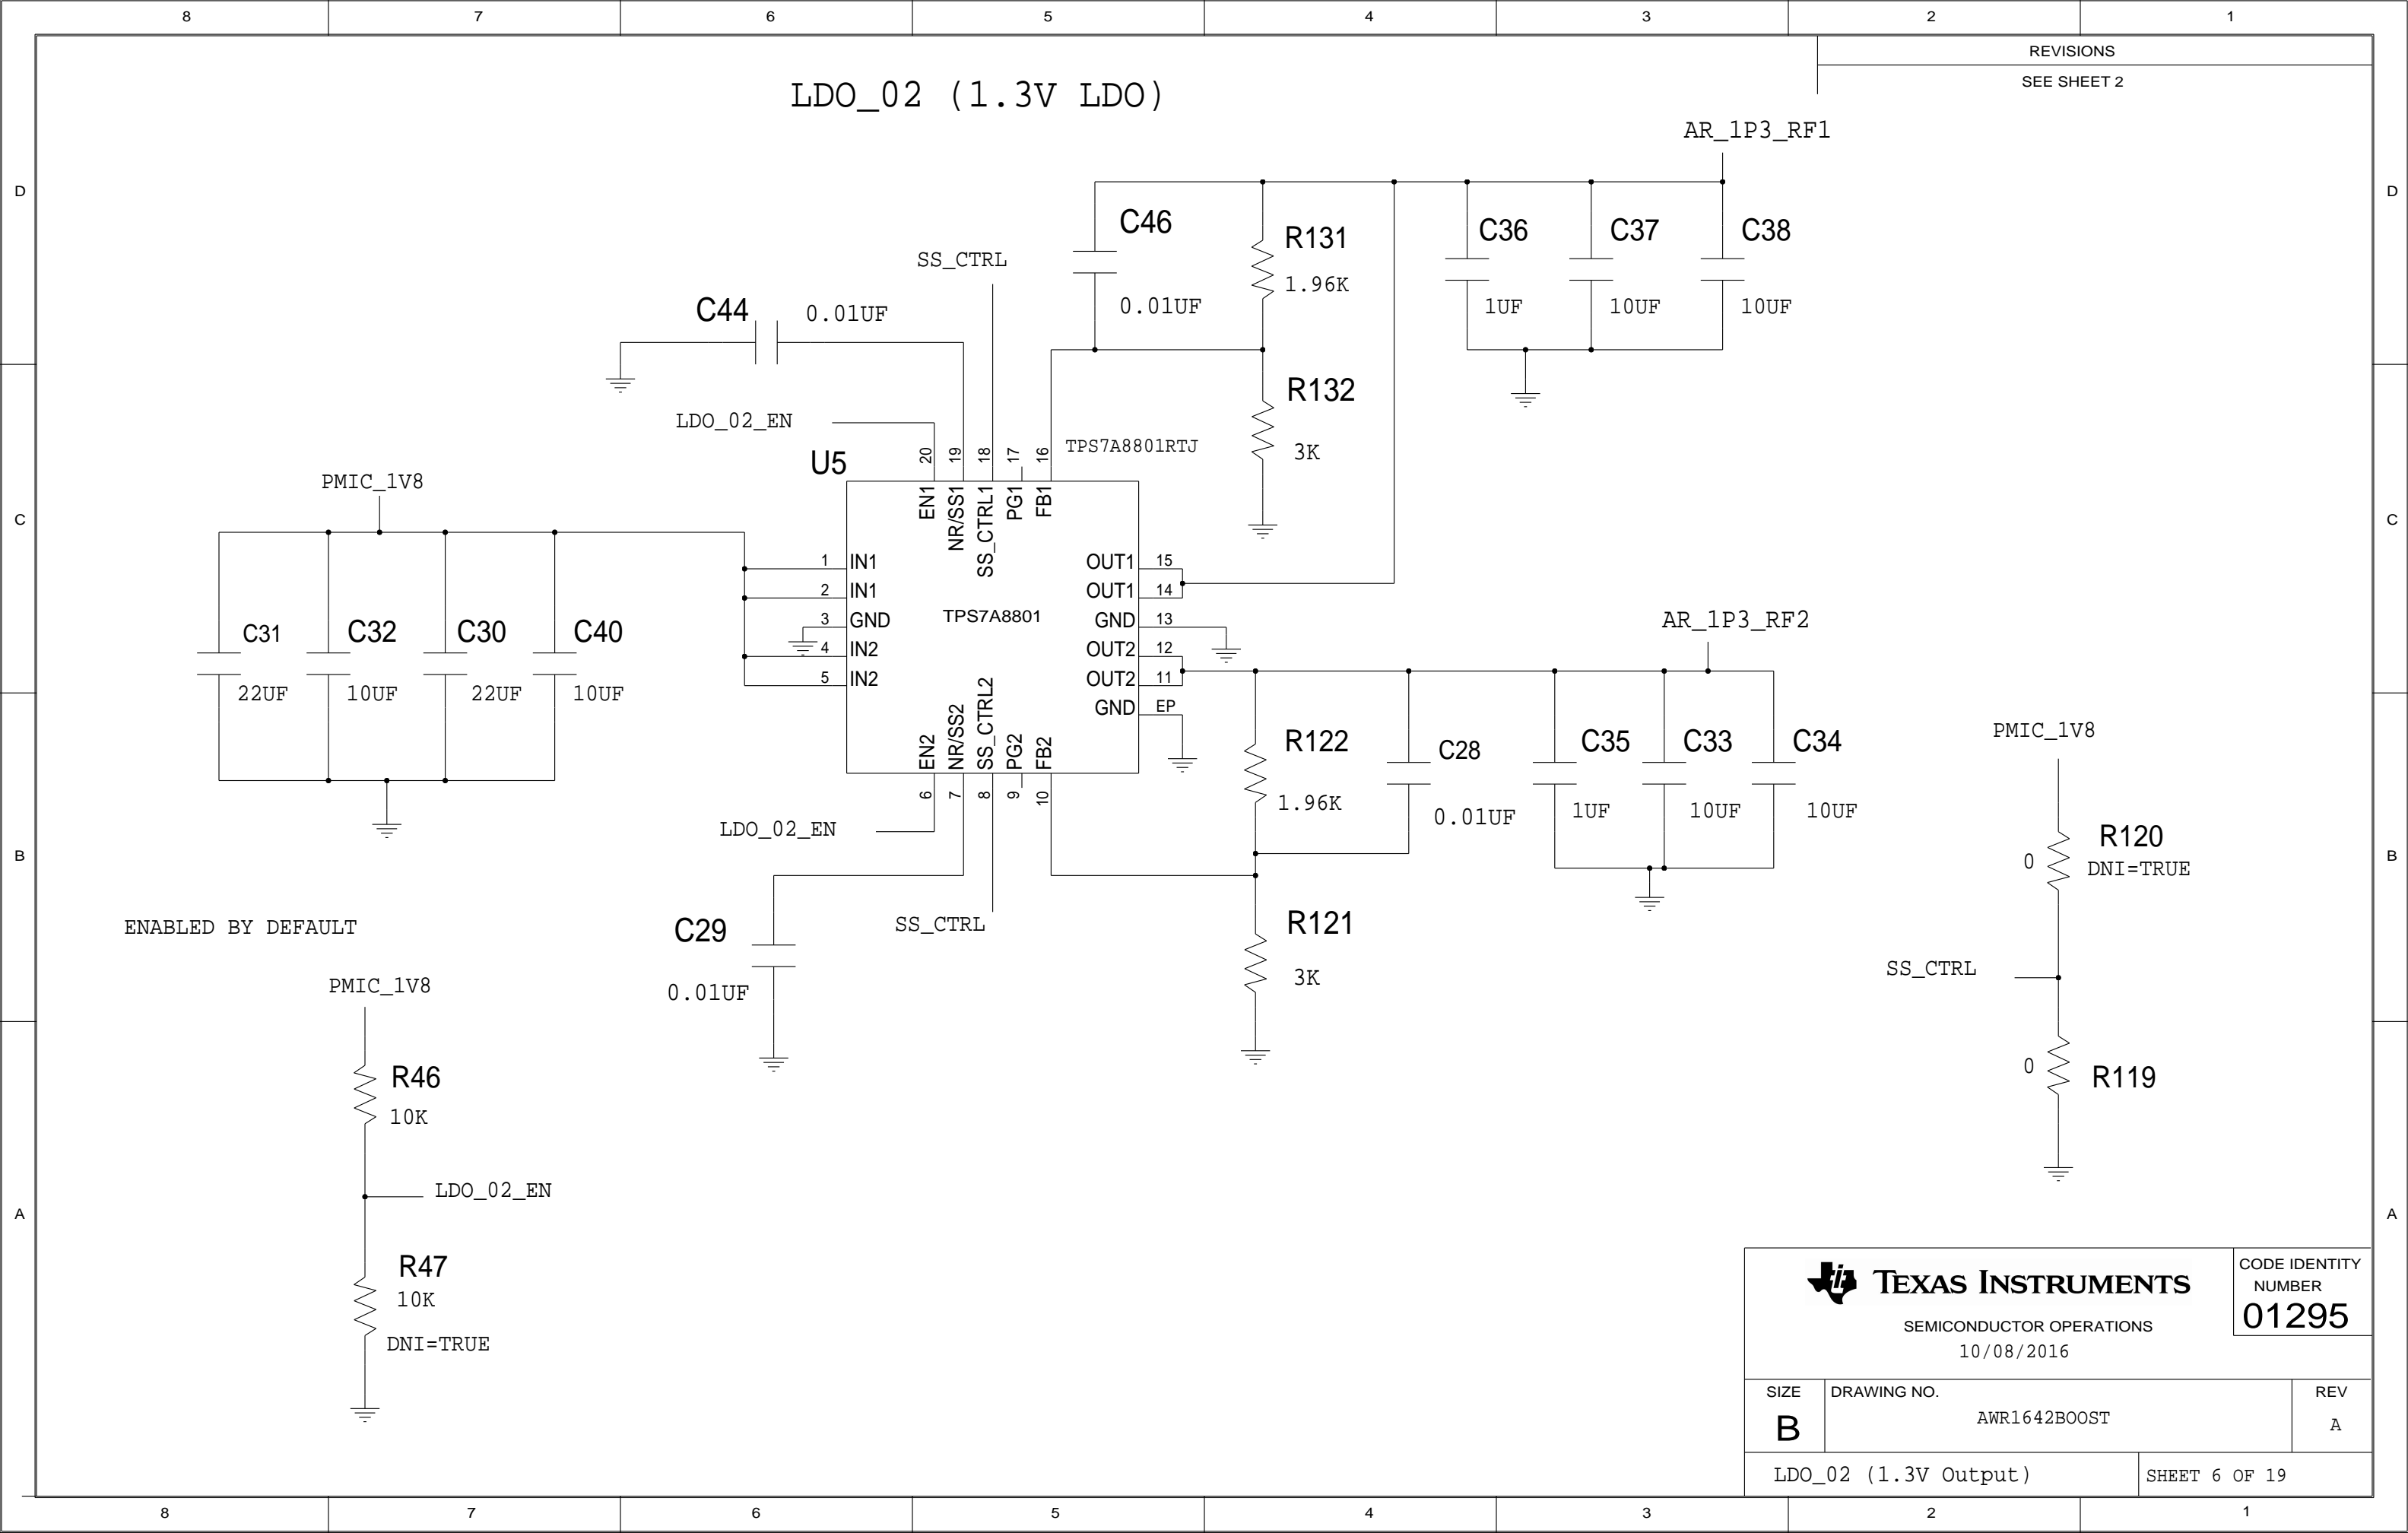 8 7 6 5 4 3 2 1
REVISIONS
SEE SHEET 2
LDO_02 (1.3V LDO)
AR_1P3_RF1
D
D
C46
0.01UF
R131
1.96K
C36
1UF
C37
10UF
C38
10UF
SS_CTRL
C44
0.01UF
R132
3K
LDO_02_EN
TPS7A8801RTJ
U5
20 19 18 17 16
EN1 NR/SS1 SS_CTRL1 PG1 FB1
PMIC_1V8
C
C
1 IN1
2 IN1
3 GND
4 IN2
5 IN2
TPS7A8801
OUT1 15
OUT1 14
GND 13
OUT2 12
OUT2 11
GND EP
EN2 NR/SS2 SS_CTRL2 PG2 FB2
6 7 8 9 10
C31
22UF
C32
10UF
C30
22UF
C40
10UF
AR_1P3_RF2
R122
1.96K
C28
0.01UF
C35
1UF
C33
10UF
C34
10UF
PMIC_1V8
R120
0
DNI=TRUE
LDO_02_EN
B
B
ENABLED BY DEFAULT
C29
0.01UF
SS_CTRL
R121
3K
SS_CTRL
PMIC_1V8
R46
10K
0
R119
LDO_02_EN
A
A
R47
10K
DNI=TRUE
TEXAS INSTRUMENTS
SEMICONDUCTOR OPERATIONS
10/08/2016
CODE IDENTITY
NUMBER
01295
SIZE
B
DRAWING NO.
AWR1642BOOST
REV
A
LDO_02 (1.3V Output)
SHEET 6 OF 19
8 7 6 5 4 3 2 1